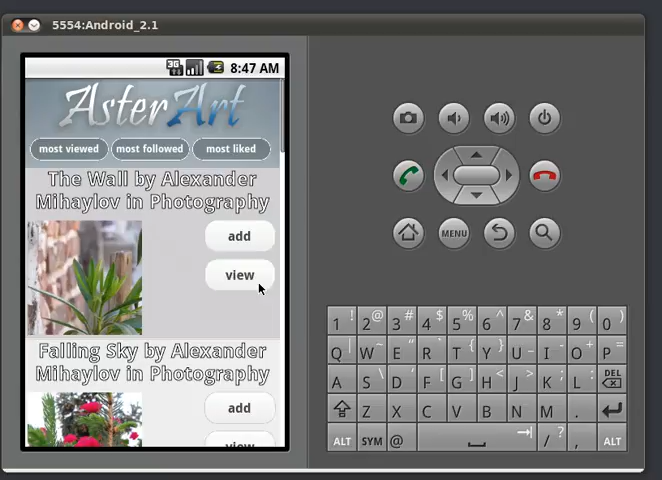 5554:Android_2.1
3G 8:47 AM
AsterArt
most viewed most followed most liked
The Wall by Alexander
Mihaylov in Photography
add
view
Falling Sky by Alexander
Mihaylov in Photography
add
view
MENU
1 ! 2 @ 3 # 4 $ 5 % 6 ^ 7 & 8 * 9 ( 0 )
Q | W ~ E " R ` T { Y } U _ I - O + P =
A S \ D ' F [ G ] H < J > K ; L : DEL
Z X C V B N M .
ALT SYM @ / ? , ALT